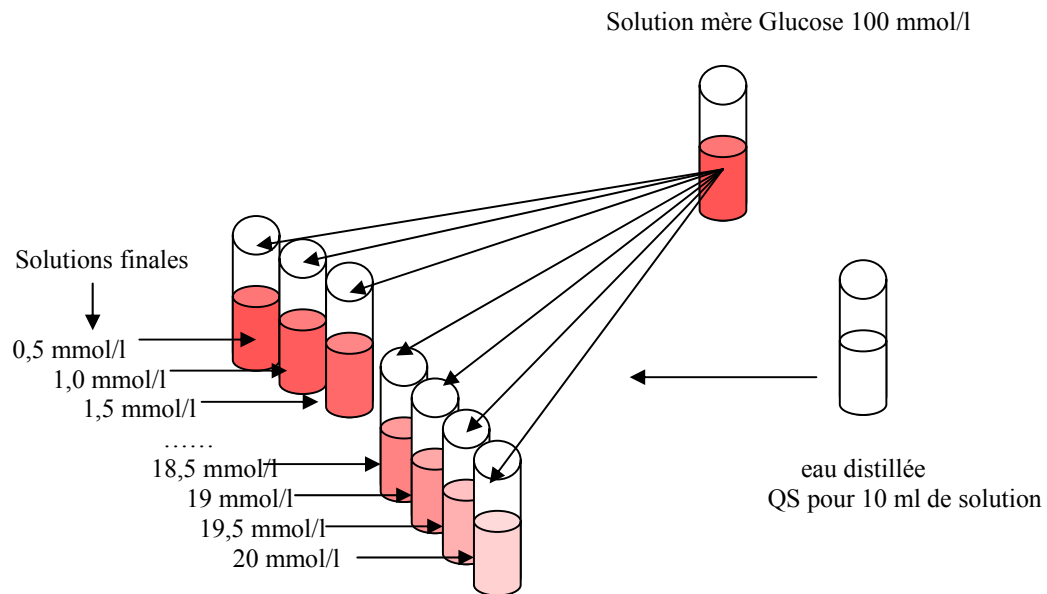 Solution mère Glucose 100 mmol/l
Solutions finales
0,5 mmol/l
1,0 mmol/l
1,5 mmol/l
……
18,5 mmol/l
19 mmol/l
19,5 mmol/l
20 mmol/l
eau distillée
QS pour 10 ml de solution